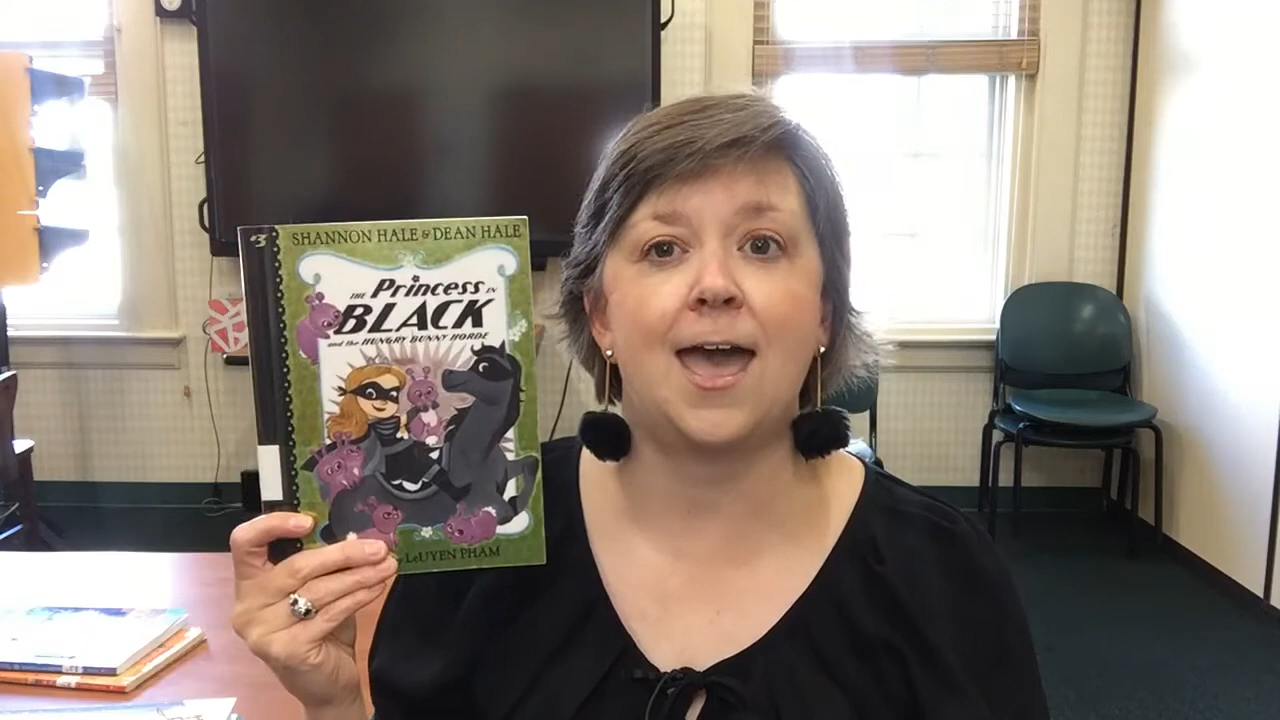 #3
SHANNON HALE & DEAN HALE
THE Princess IN
BLACK
and the HUNGRY BUNNY HORDE
LeUYEN PHAM